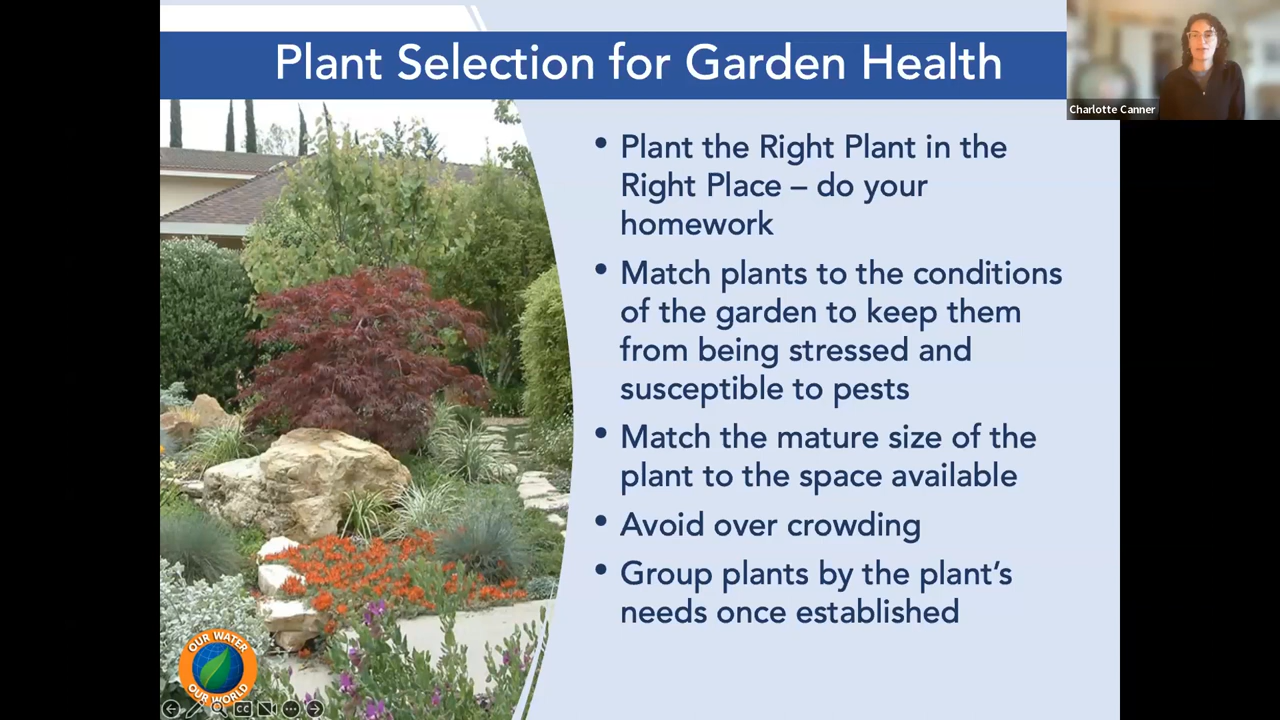 Plant Selection for Garden Health
Charlotte Canner
• Plant the Right Plant in the
Right Place – do your
homework
• Match plants to the conditions
of the garden to keep them
from being stressed and
susceptible to pests
• Match the mature size of the
plant to the space available
• Avoid over crowding
• Group plants by the plant’s
needs once established
OUR WATER
OUR WORLD
CC